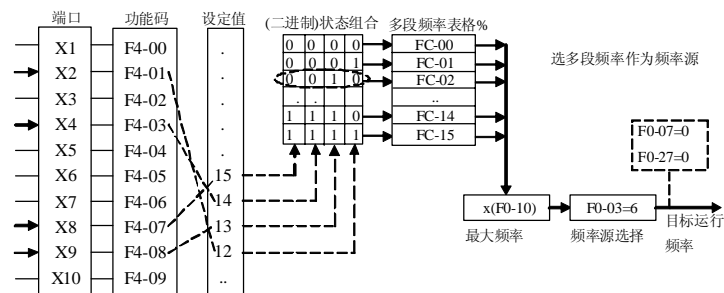 端口
功能码
设定值
(二进制)状态组合
多段频率表格%
X1
F4-00
.
0 0 0 0
FC-00
X2
F4-01
.
0 0 0 1
FC-01
选多段频率作为频率源
X3
F4-02
.
0 0 1 0
FC-02
X4
F4-03
.
. .
..
X5
F4-04
.
1 1 1 0
FC-14
F0-07=0
1 1 1 1
FC-15
F0-27=0
X6
F4-05
15
X7
F4-06
14
x(F0-10)
F0-03=6
X8
F4-07
13
最大频率
频率源选择
目标运行
频率
X9
F4-08
12
X10
F4-09
..